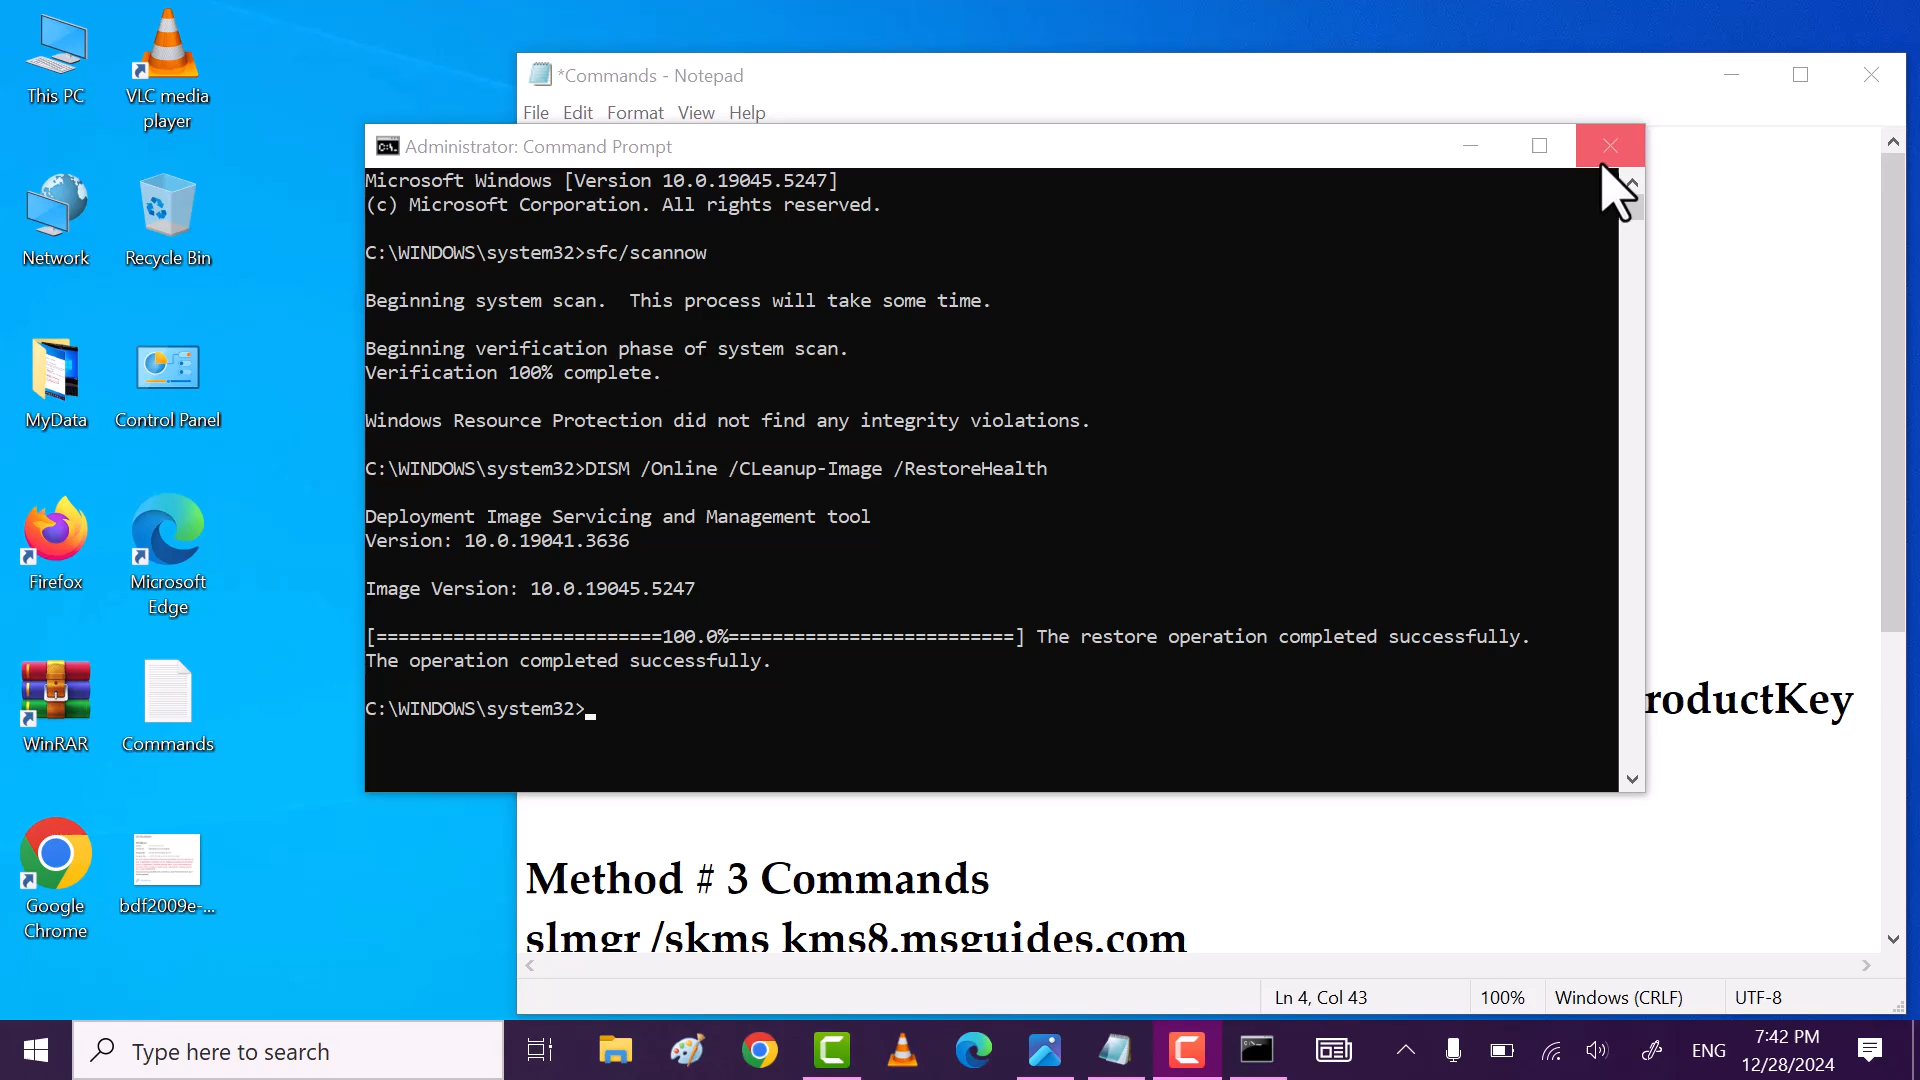 This PC
VLC media
player
Network
Recycle Bin
MyData
Control Panel
Firefox
Microsoft
Edge
WinRAR
Commands
Google
Chrome
bdf2009e-...
*Commands - Notepad
File Edit Format View Help
Administrator: Command Prompt
Microsoft Windows [Version 10.0.19045.5247]
(c) Microsoft Corporation. All rights reserved.
C:\WINDOWS\system32>sfc/scannow
Beginning system scan.  This process will take some time.
Beginning verification phase of system scan.
Verification 100% complete.
Windows Resource Protection did not find any integrity violations.
C:\WINDOWS\system32>DISM /Online /CLeanup-Image /RestoreHealth
Deployment Image Servicing and Management tool
Version: 10.0.19041.3636
Image Version: 10.0.19045.5247
[==========================100.0%==========================] The restore operation completed successfully.
The operation completed successfully.
C:\WINDOWS\system32>
roductKey
Method # 3 Commands
slmgr /skms kms8.msguides.com
Ln 4, Col 43 100% Windows (CRLF) UTF-8
Type here to search
ENG
7:42 PM
12/28/2024